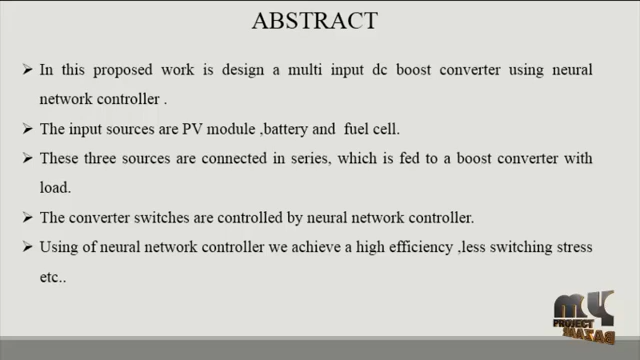 ABSTRACT
➢ In this proposed work is design a multi input dc boost converter using neural
network controller .
➢ The input sources are PV module ,battery and fuel cell.
➢ These three sources are connected in series, which is fed to a boost converter with
load.
➢ The converter switches are controlled by neural network controller.
➢ Using of neural network controller we achieve a high efficiency ,less switching stress
etc..
my
PROJECT
BAZAAR